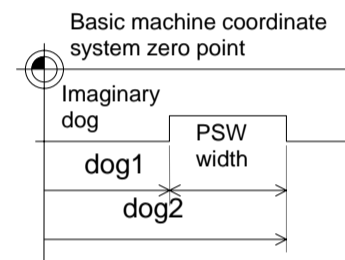 Basic machine coordinate
system zero point
Imaginary
dog
PSW
width
dog1
dog2